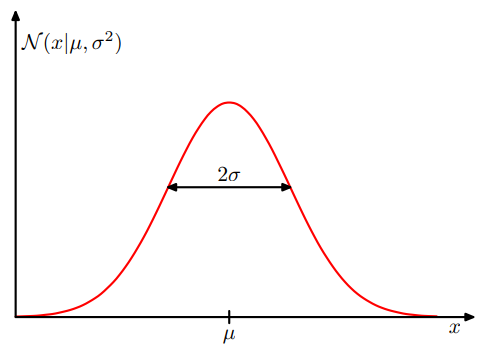 𝒩(x|μ, σ²)
2σ
μ
x